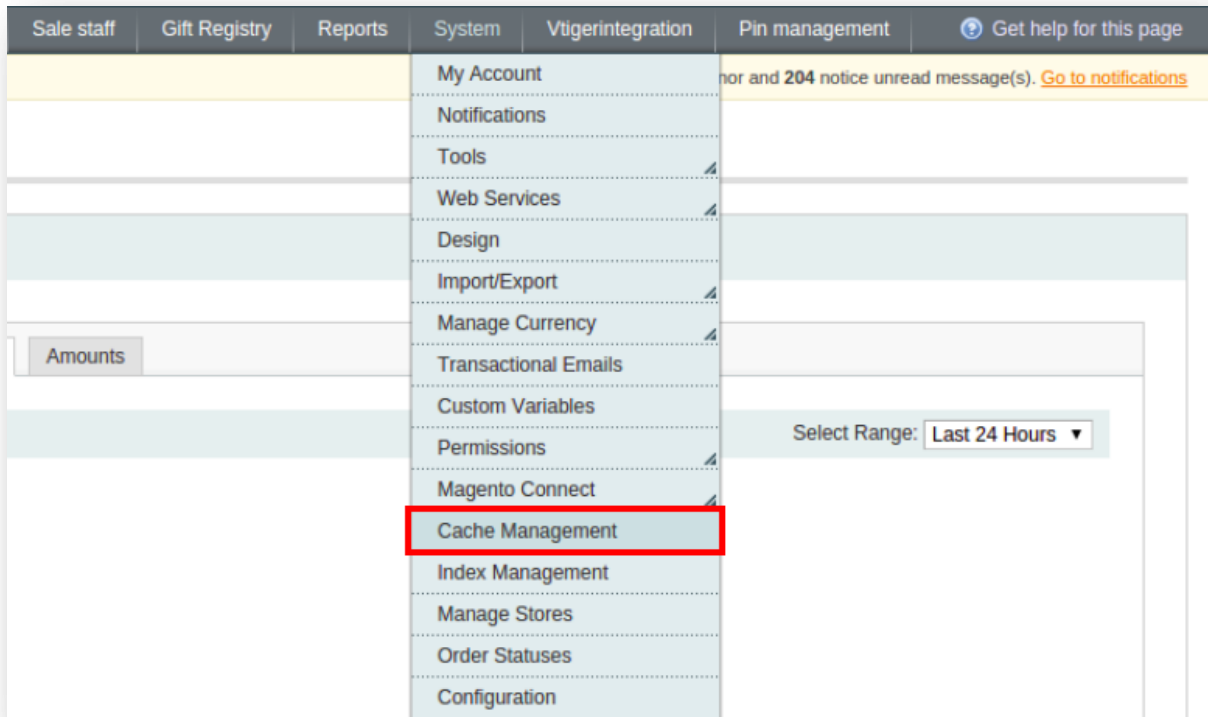 Sale staff Gift Registry Reports System Vtigerintegration Pin management Get help for this page
My Account
nor and 204 notice unread message(s). Go to notifications
Notifications
Tools
Web Services
Design
Import/Export
Manage Currency
Amounts
Transactional Emails
Custom Variables
Select Range: Last 24 Hours
Permissions
Magento Connect
Cache Management
Index Management
Manage Stores
Order Statuses
Configuration